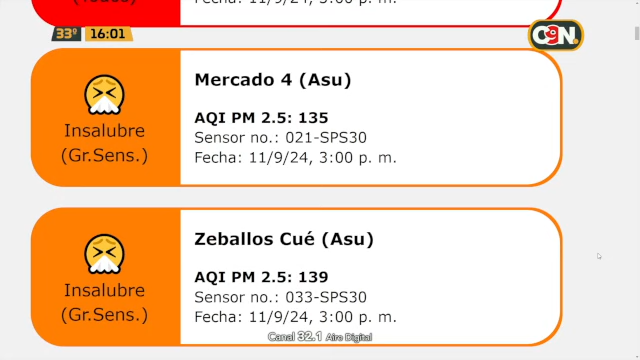 Fecha: 11/9/24, 3:00 p. m.
33º 16:01
C9N.
Mercado 4 (Asu)
AQI PM 2.5: 135
Sensor no.: 021-SPS30
Fecha: 11/9/24, 3:00 p. m.
Insalubre
(Gr.Sens.)
Zeballos Cué (Asu)
AQI PM 2.5: 139
Sensor no.: 033-SPS30
Fecha: 11/9/24, 3:00 p. m.
Insalubre
(Gr.Sens.)
Canal 32.1 Aire Digital